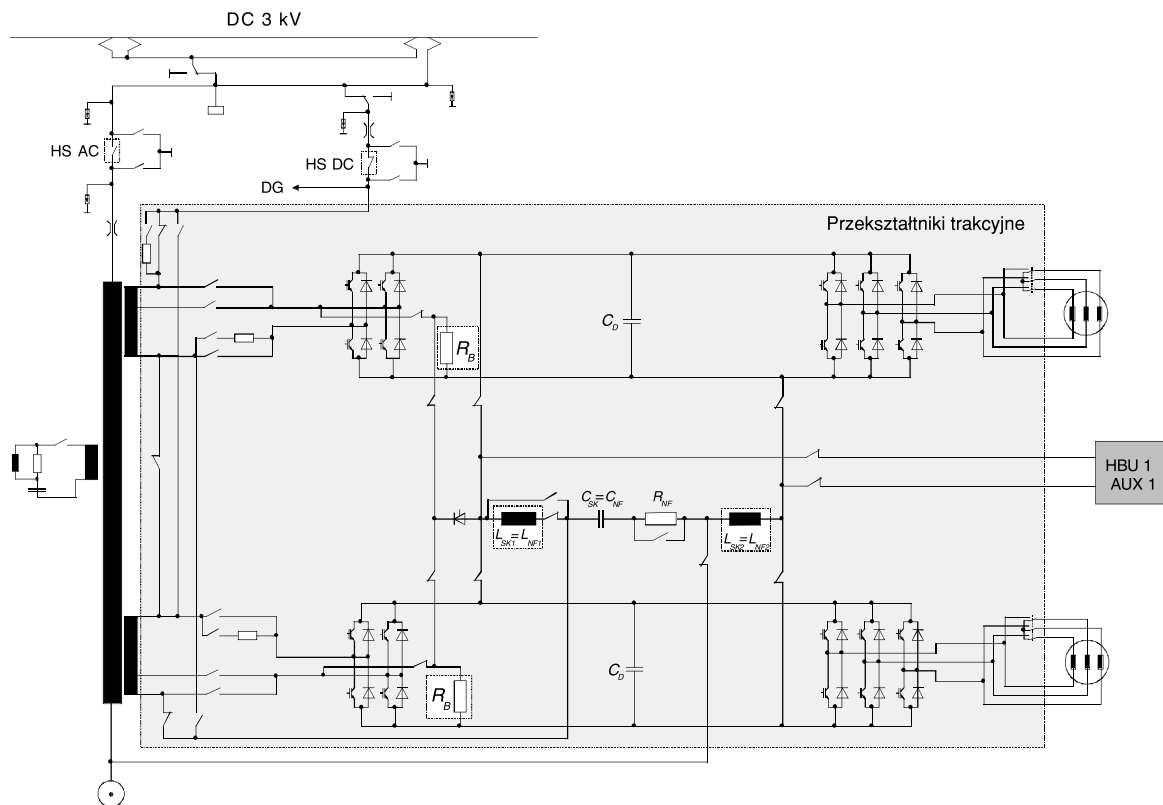 DC 3 kV
HS AC
HS DC
DG
Przekształtniki trakcyjne
C_D
R_B
HBU 1
AUX 1
C_SK=C_NF
R_NF
L_SK1=L_NF1
L_SK2=L_NF2
C_D
R_B